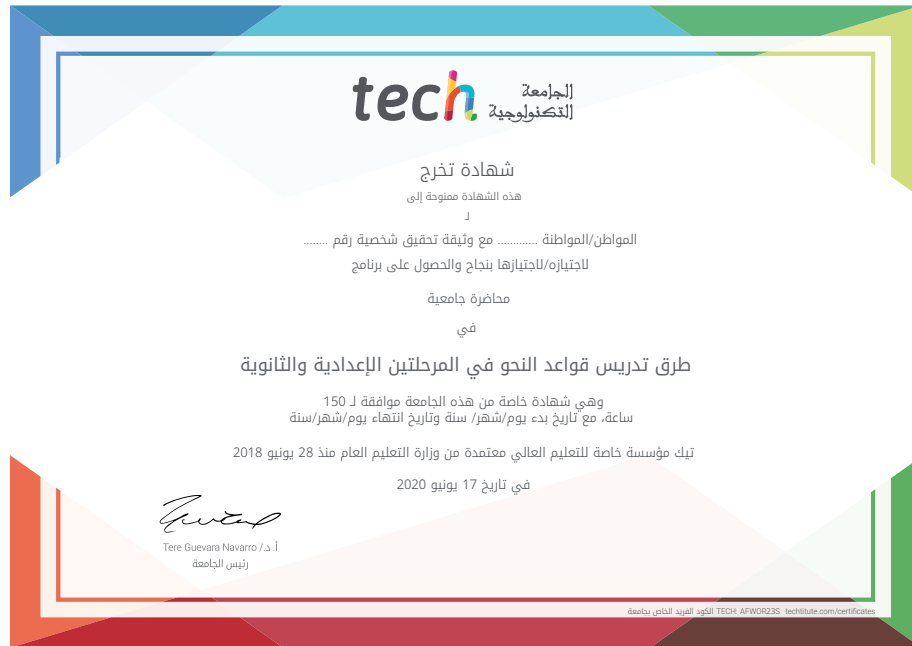 tech الجامعة
التكنولوجية
شهادة تخرج
هذه الشهادة ممنوحة إلى
لـ
المواطن/المواطنة ............ مع وثيقة تحقيق شخصية رقم ........
لاجتيازه/لاجتيازها بنجاح والحصول على برنامج
محاضرة جامعية
في
طرق تدريس قواعد النحو في المرحلتين الإعدادية والثانوية
وهي شهادة خاصة من هذه الجامعة موافقة لـ 150
ساعة، مع تاريخ بدء يوم/شهر/ سنة وتاريخ انتهاء يوم/شهر/سنة
تيك مؤسسة خاصة للتعليم العالي معتمدة من وزارة التعليم العام منذ 28 يونيو 2018
في تاريخ 17 يونيو 2020
أ.د./ Tere Guevara Navarro
رئيس الجامعة
الكود الفريد الخاص بجامعة TECH: AFWOR23S techtitute.com/certificates